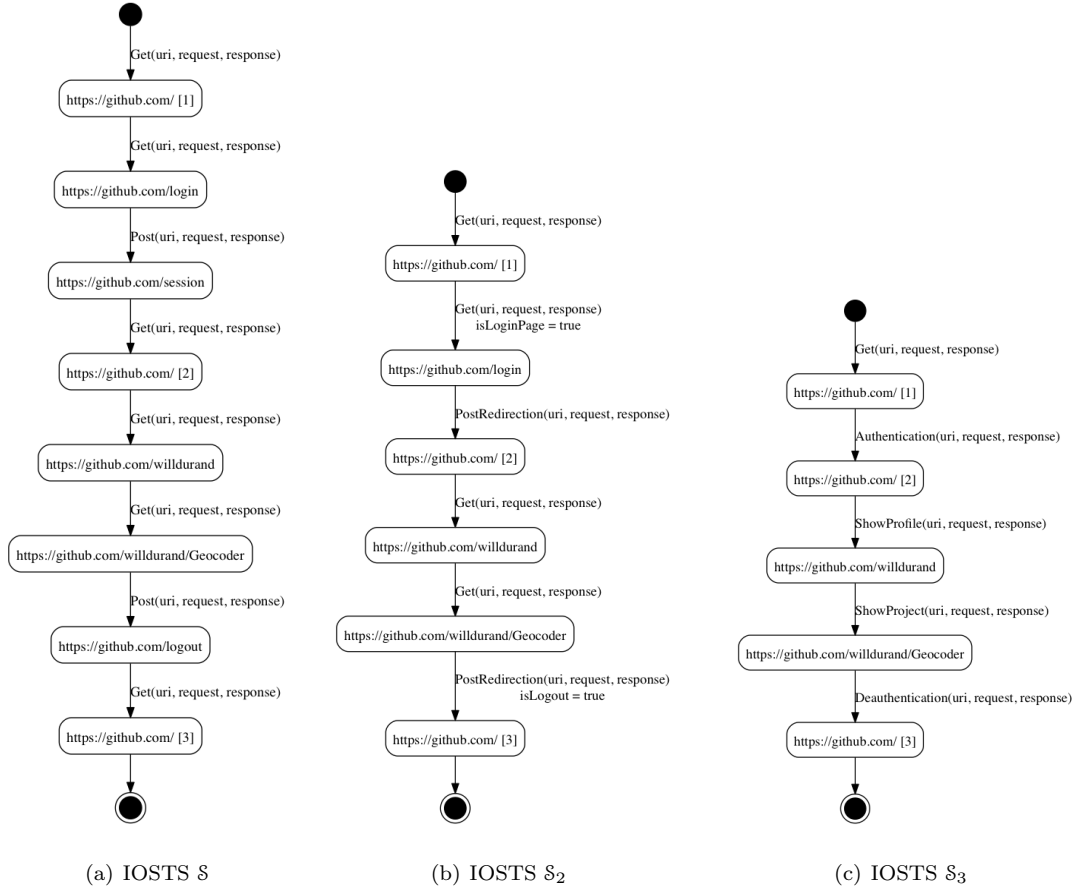 Get(uri, request, response)
https://github.com/ [1]
Get(uri, request, response)
https://github.com/login
Post(uri, request, response)
https://github.com/session
Get(uri, request, response)
https://github.com/ [2]
Get(uri, request, response)
https://github.com/willdurand
Get(uri, request, response)
https://github.com/willdurand/Geocoder
Post(uri, request, response)
https://github.com/logout
Get(uri, request, response)
https://github.com/ [3]
(a) IOSTS S
Get(uri, request, response)
https://github.com/ [1]
Get(uri, request, response)
isLoginPage = true
https://github.com/login
PostRedirection(uri, request, response)
https://github.com/ [2]
Get(uri, request, response)
https://github.com/willdurand
Get(uri, request, response)
https://github.com/willdurand/Geocoder
PostRedirection(uri, request, response)
isLogout = true
https://github.com/ [3]
(b) IOSTS S₂
Get(uri, request, response)
https://github.com/ [1]
Authentication(uri, request, response)
https://github.com/ [2]
ShowProfile(uri, request, response)
https://github.com/willdurand
ShowProject(uri, request, response)
https://github.com/willdurand/Geocoder
Deauthentication(uri, request, response)
https://github.com/ [3]
(c) IOSTS S₃